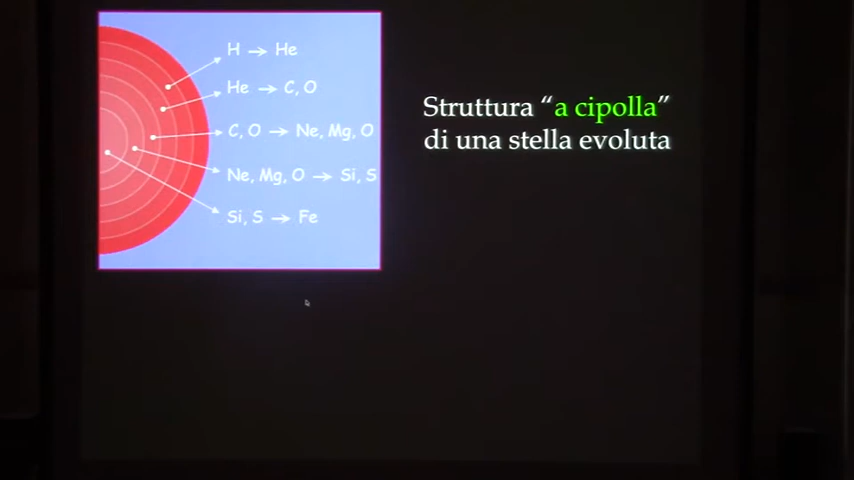 H → He
He → C, O
C, O → Ne, Mg, O
Ne, Mg, O → Si, S
Si, S → Fe
Struttura “a cipolla”
di una stella evoluta